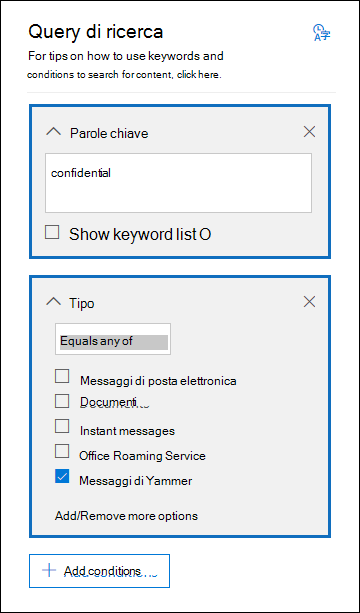 Query di ricerca
For tips on how to use keywords and
conditions to search for content, click here.
Parole chiave
confidential
Show keyword list O
Tipo
Equals any of
Messaggi di posta elettronica
Documenti
Instant messages
Office Roaming Service
Messaggi di Yammer
Add/Remove more options
Add conditions